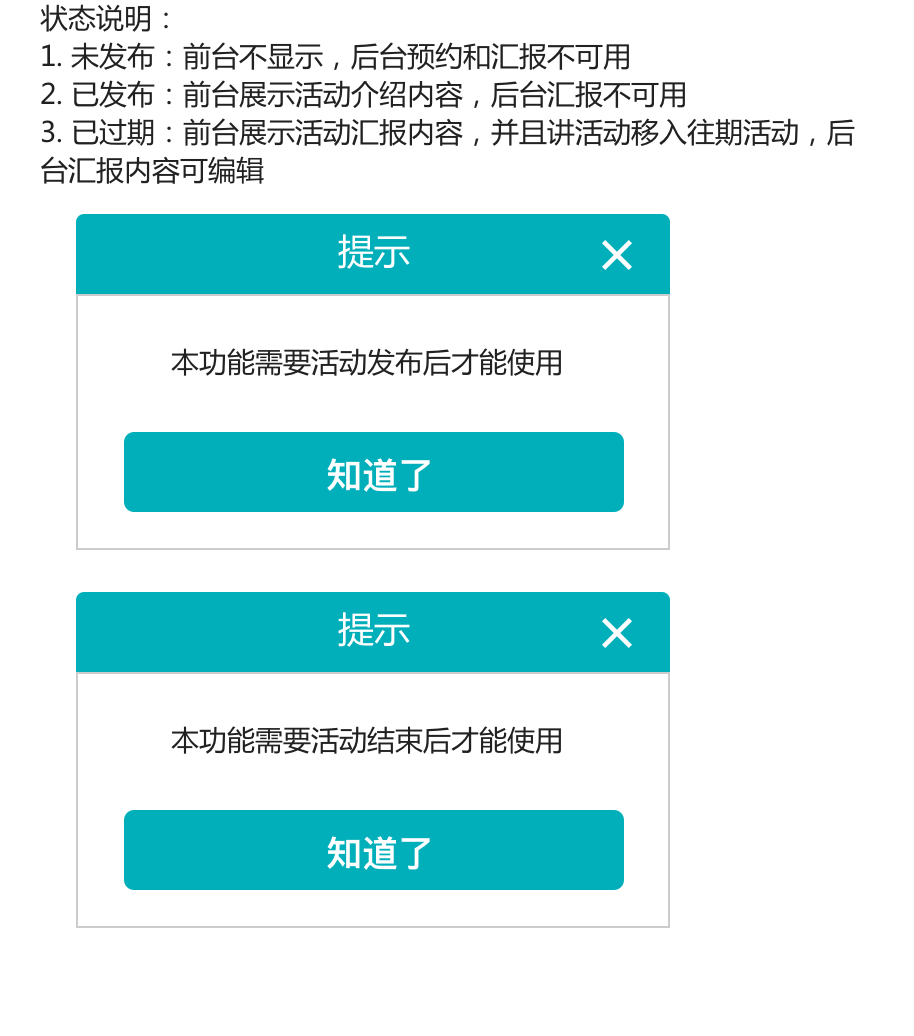 状态说明：
1. 未发布：前台不显示，后台预约和汇报不可用
2. 已发布：前台展示活动介绍内容，后台汇报不可用
3. 已过期：前台展示活动汇报内容，并且讲活动移入往期活动，后
台汇报内容可编辑
提示
本功能需要活动发布后才能使用
知道了
提示
本功能需要活动结束后才能使用
知道了